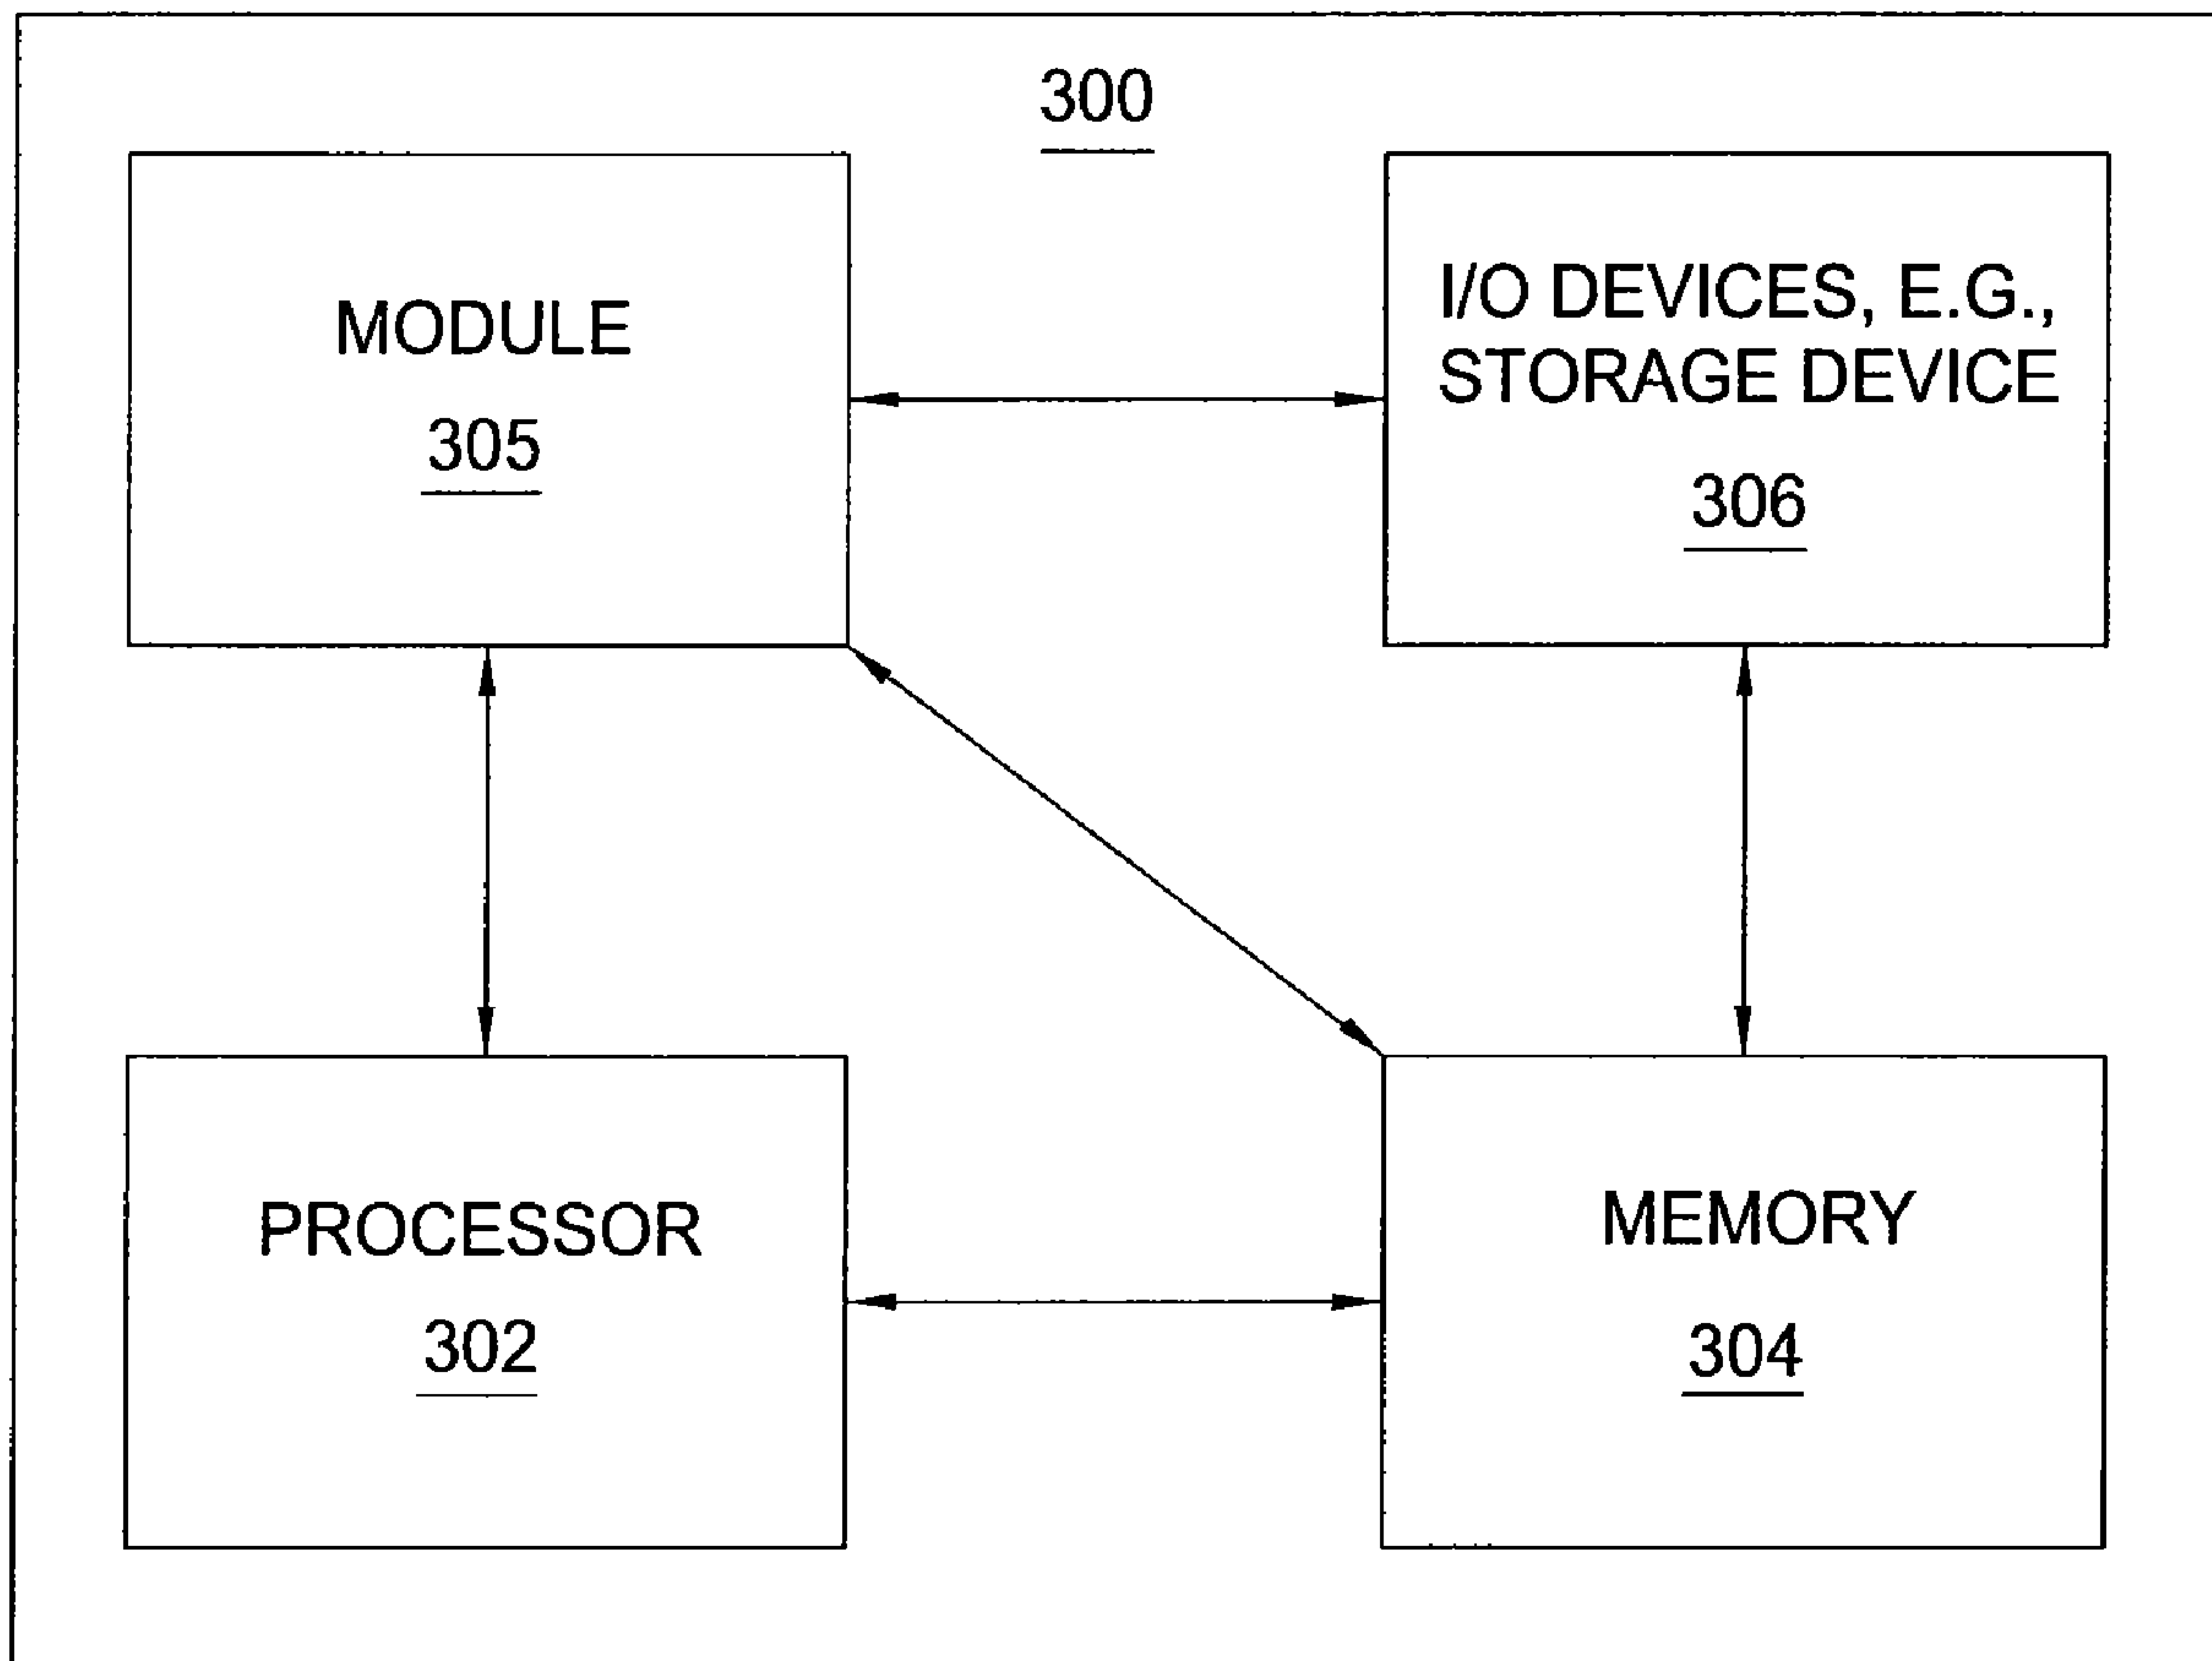 300
MODULE
305
I/O DEVICES, E.G.,
STORAGE DEVICE
306
PROCESSOR
302
MEMORY
304